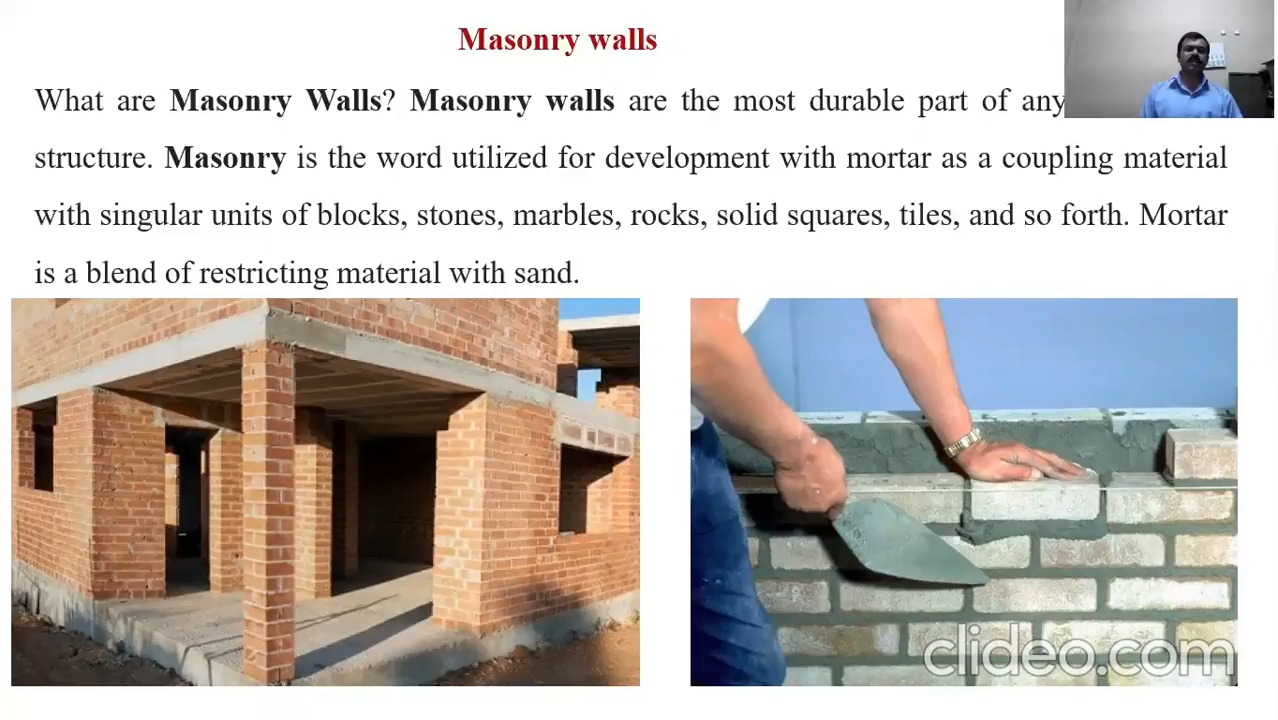 Masonry walls
What are Masonry Walls? Masonry walls are the most durable part of any
structure. Masonry is the word utilized for development with mortar as a coupling material
with singular units of blocks, stones, marbles, rocks, solid squares, tiles, and so forth. Mortar
is a blend of restricting material with sand.
clideo.com